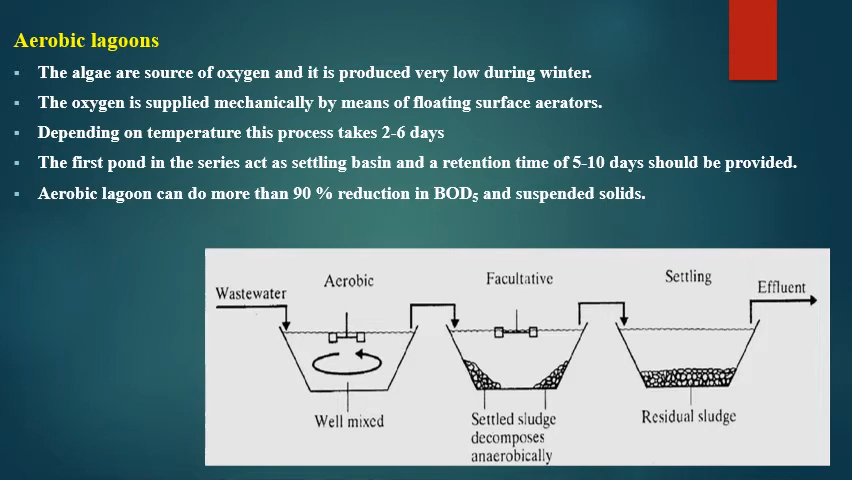 Aerobic lagoons
▪ The algae are source of oxygen and it is produced very low during winter.
▪ The oxygen is supplied mechanically by means of floating surface aerators.
▪ Depending on temperature this process takes 2-6 days
▪ The first pond in the series act as settling basin and a retention time of 5-10 days should be provided.
▪ Aerobic lagoon can do more than 90 % reduction in BOD₅ and suspended solids.
Wastewater
Aerobic
Facultative
Settling
Effluent
Well mixed
Settled sludge
decomposes
anaerobically
Residual sludge